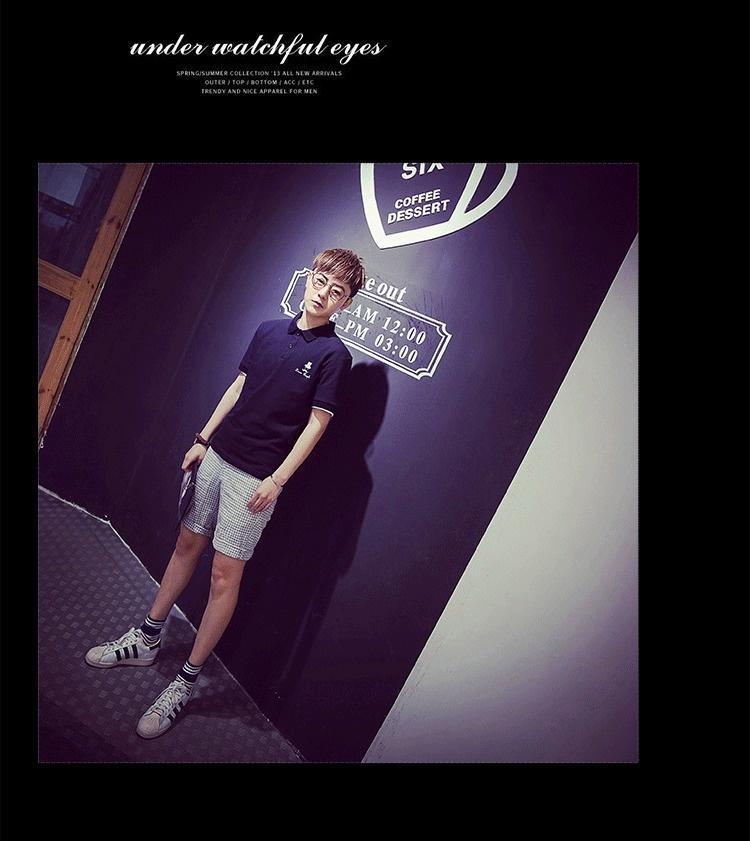 under watchful eyes
SPRING/SUMMER COLLECTION '13 ALL NEW ARRIVALS
OUTER / TOP / BOTTOM / ACC / ETC
TRENDY AND NICE APPAREL FOR MEN
SIX
COFFEE
DESSERT
out
AM 12:00
PM 03:00